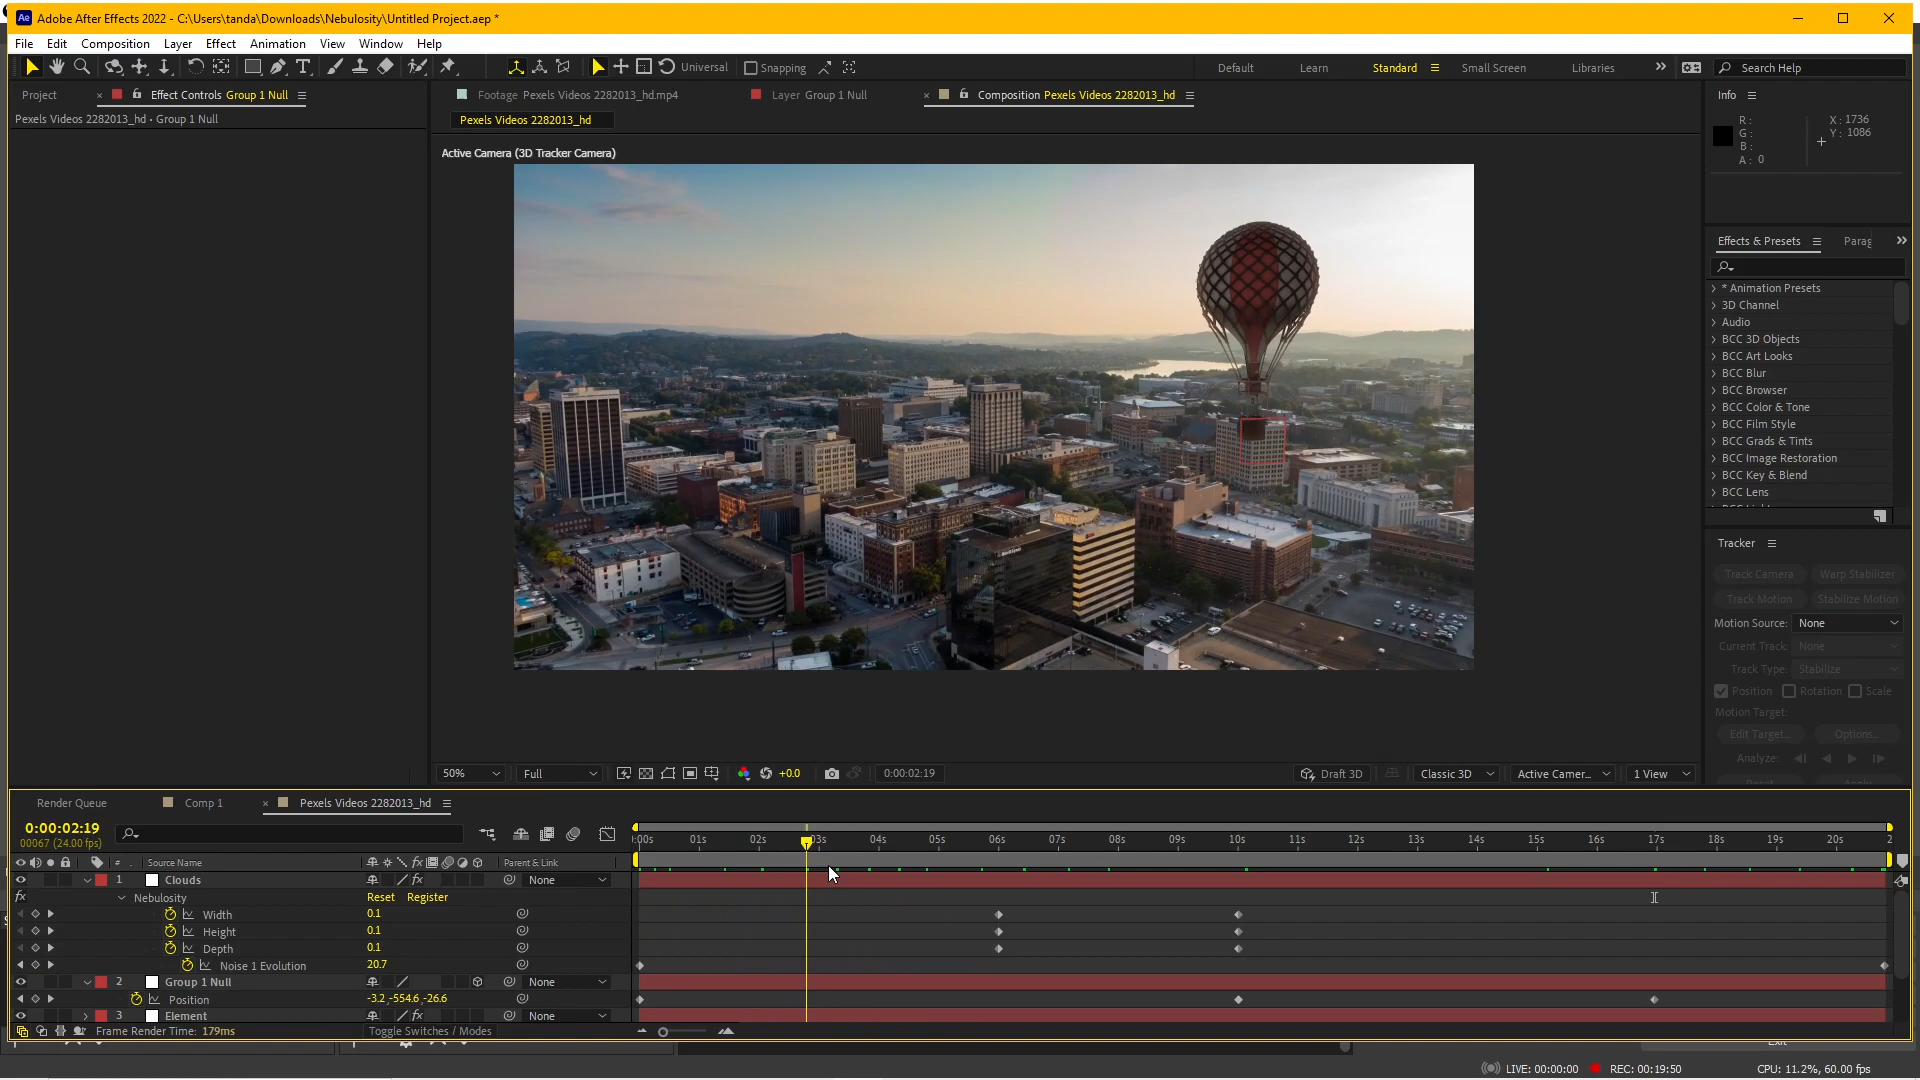 Adobe After Effects 2022 - C:\Users\tanda\Downloads\Nebulosity\Untitled Project.aep *
File Edit Composition Layer Effect Animation View Window Help
Universal Snapping Default Learn Standard Small Screen Libraries Search Help
Project Effect Controls Group 1 Null Footage Pexels Videos 2282013_hd.mp4 Layer Group 1 Null Composition Pexels Videos 2282013_hd Info
Pexels Videos 2282013_hd • Group 1 Null Pexels Videos 2282013_hd
R :
G :
B :
A : 0
X : 1736
Y : 1086
Active Camera (3D Tracker Camera)
Effects & Presets Parag
* Animation Presets
3D Channel
Audio
BCC 3D Objects
BCC Art Looks
BCC Blur
BCC Browser
BCC Color & Tone
BCC Film Style
BCC Grads & Tints
BCC Image Restoration
BCC Key & Blend
BCC Lens
Tracker
Track Camera Warp Stabilizer
Track Motion Stabilize Motion
Motion Source: None
Current Track: None
Track Type: Stabilize
Position Rotation Scale
Motion Target:
Edit Target... Options...
Analyze:
50% Full +0.0 0:00:02:19 Draft 3D Classic 3D Active Camer... 1 View
Render Queue Comp 1 Pexels Videos 2282013_hd
0:00:02:19
00067 (24.00 fps)
:00s 01s 02s 03s 04s 05s 06s 07s 08s 09s 10s 11s 12s 13s 14s 15s 16s 17s 18s 19s 20s 2
# Source Name fx Parent & Link
1 Clouds fx None
fx Nebulosity Reset Register
Width 0.1
Height 0.1
Depth 0.1
Noise 1 Evolution 20.7
2 Group 1 Null None
Position -3.2,-554.6,-26.6
3 Element fx None
Frame Render Time: 179ms Toggle Switches / Modes
Exit
LIVE: 00:00:00 REC: 00:19:50 CPU: 11.2%, 60.00 fps